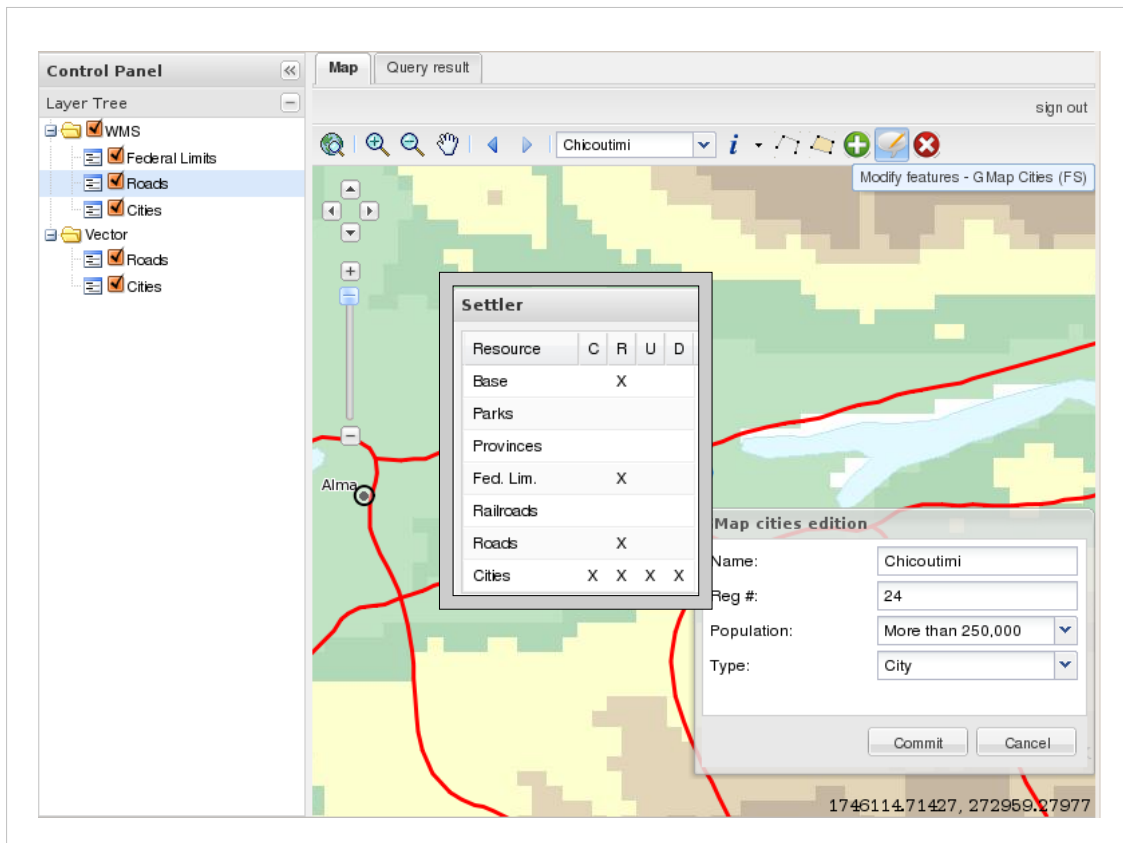 Control Panel
Map
Query result
Layer Tree
sign out
WMS
Federal Limits
Roads
Cities
Vector
Roads
Cities
Chicoutimi
i
Modify features - GMap Cities (FS)
Alma
Settler
Resource C R U D
Base X
Parks
Provinces
Fed. Lim. X
Railroads
Roads X
Cities X X X X
Map cities edition
Name: Chicoutimi
Reg #: 24
Population: More than 250,000
Type: City
Commit Cancel
1746114.71427, 272959.27977